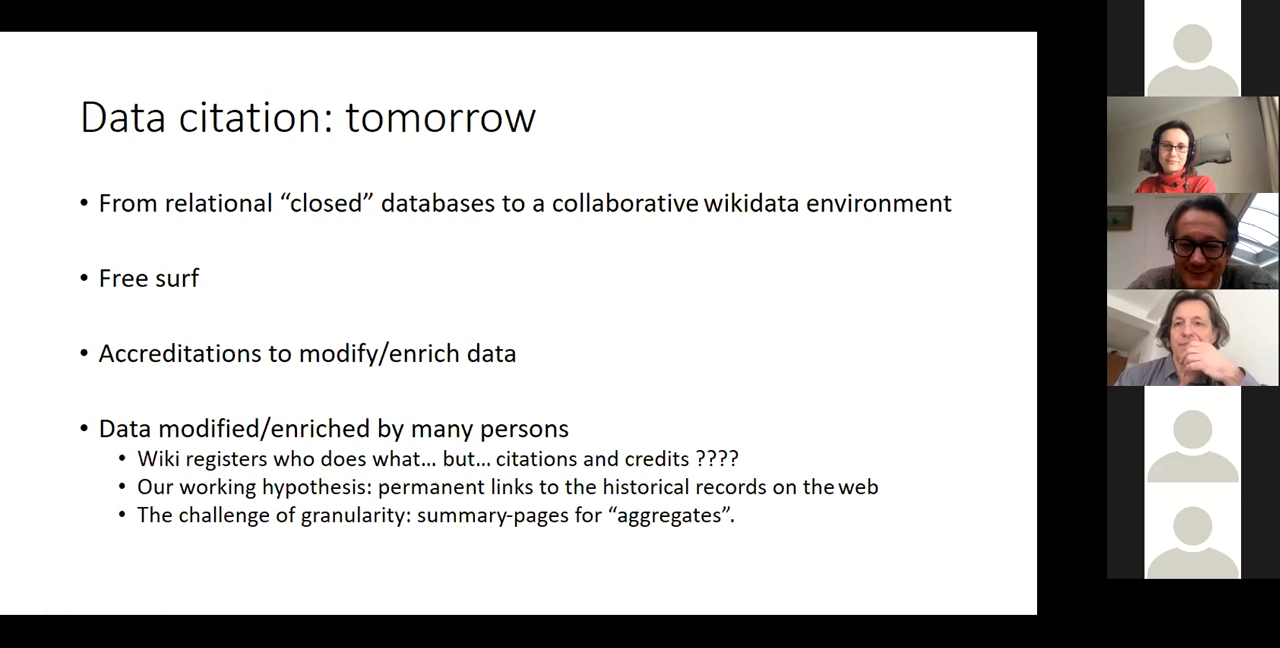 Data citation: tomorrow
• From relational “closed” databases to a collaborative wikidata environment
• Free surf
• Accreditations to modify/enrich data
• Data modified/enriched by many persons
• Wiki registers who does what… but… citations and credits ????
• Our working hypothesis: permanent links to the historical records on the web
• The challenge of granularity: summary-pages for “aggregates”.